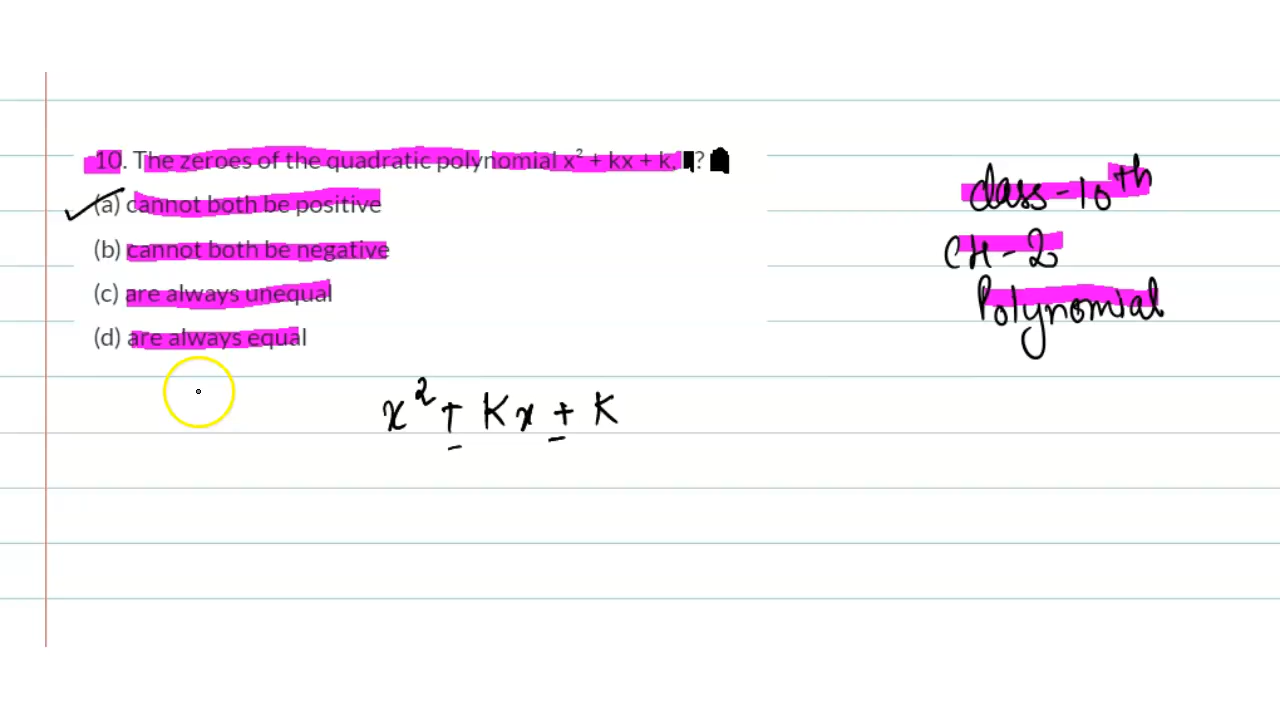 10. The zeroes of the quadratic polynomial x² + kx + k, ?
(a) cannot both be positive
(b) cannot both be negative
(c) are always unequal
(d) are always equal
x² + Kx + K
Class - 10th
CH - 2
Polynomial